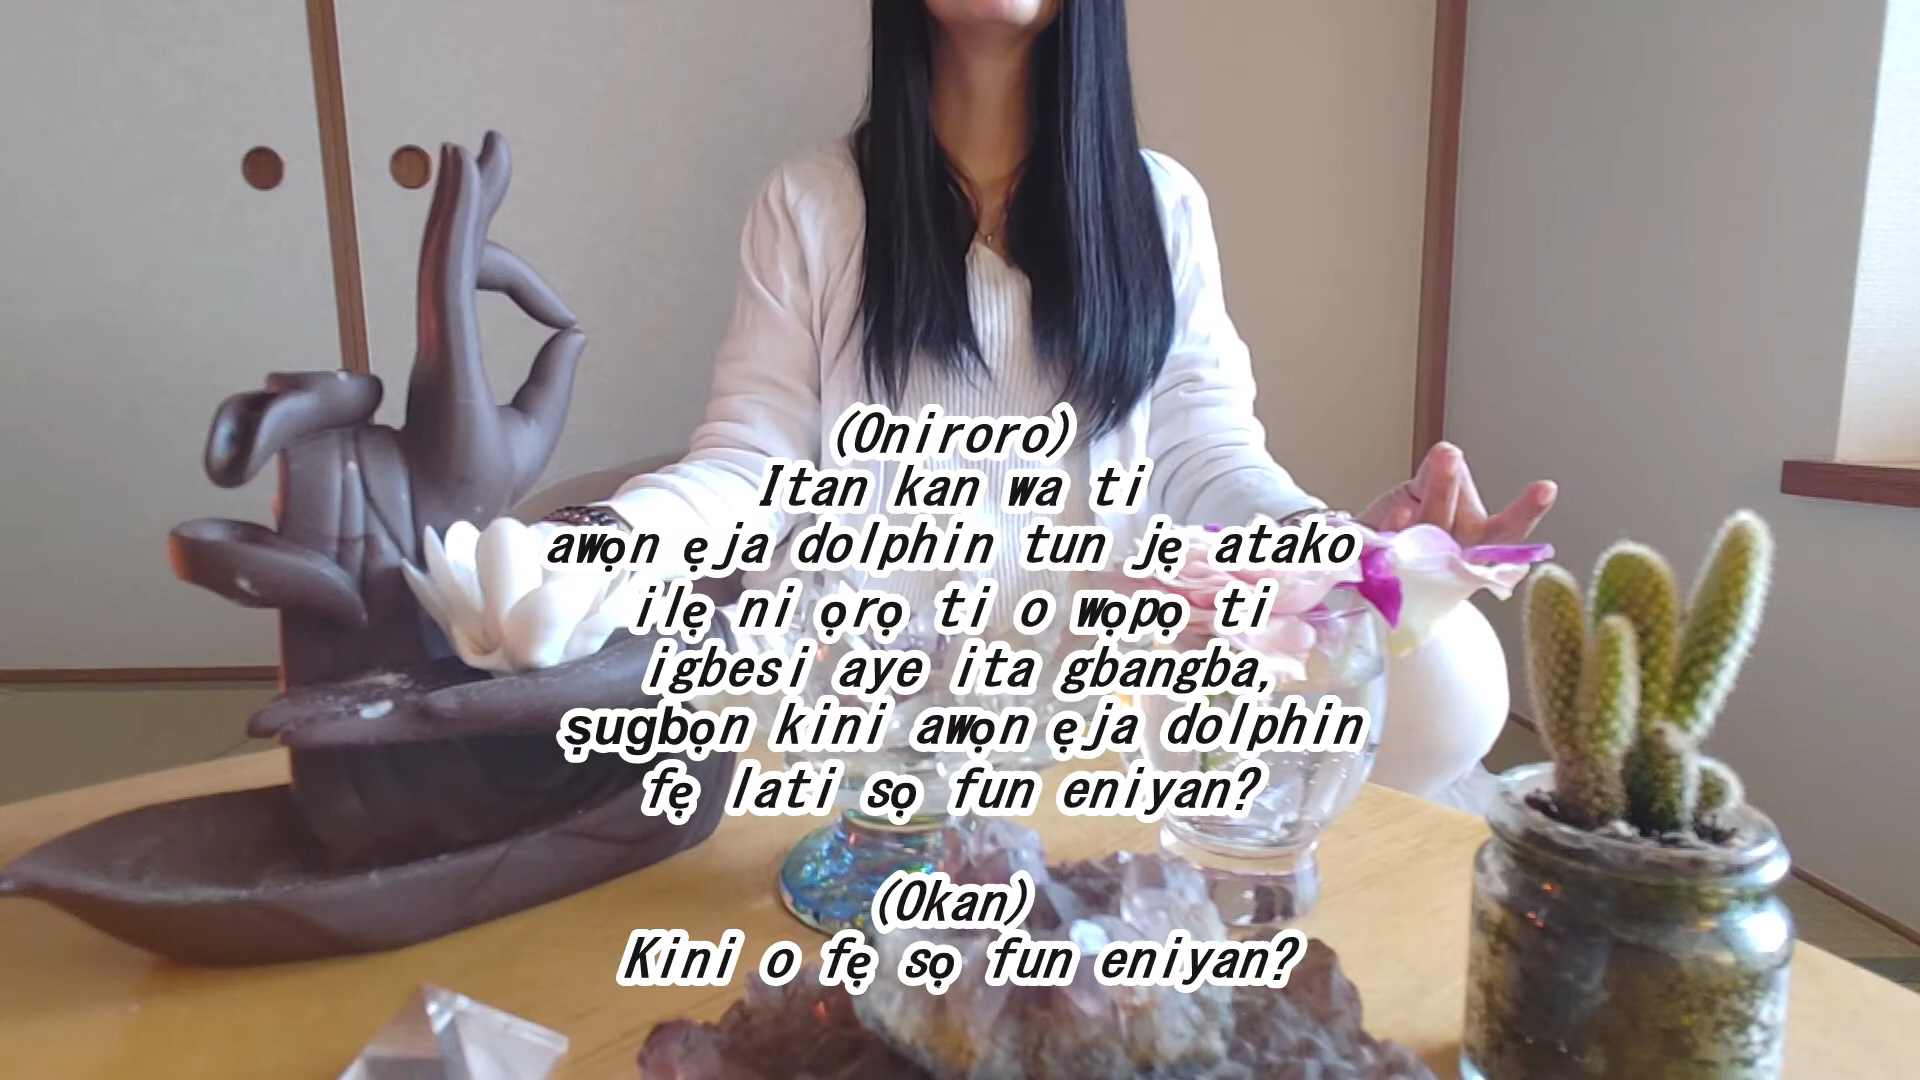 (Oniroro)
Itan kan wa ti
awọn ẹja dolphin tun jẹ atako
ilẹ ni ọrọ ti o wọpọ ti
igbesi aye ita gbangba,
ṣugbọn kini awọn ẹja dolphin
fẹ lati sọ fun eniyan?
(Okan)
Kini o fẹ sọ fun eniyan?